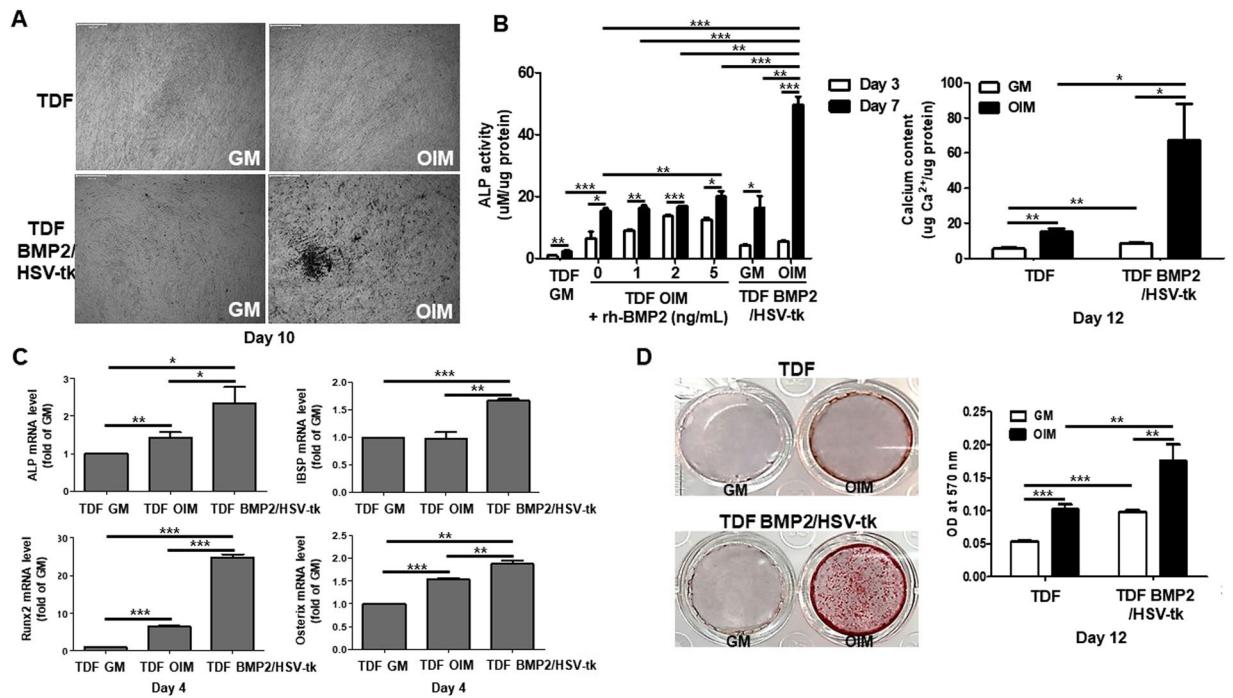 A
TDF
GM
OIM
TDF
BMP2/
HSV-tk
GM
OIM
Day 10
B
***
***
**
***
**
***
**
***
*
**
***
*
*
**
60
40
20
0
ALP activity
(uM/ug protein)
Day 3
Day 7
TDF
GM
0
1
2
5
GM
OIM
TDF OIM
+ rh-BMP2 (ng/mL)
TDF BMP2
/HSV-tk
100
80
60
40
20
0
Calcium content
(ug Ca2+/ug protein)
GM
OIM
*
*
**
**
TDF
TDF BMP2
/HSV-tk
Day 12
C
ALP mRNA level
(fold of GM)
3
2
1
0
*
*
**
TDF GM
TDF OIM
TDF BMP2/HSV-tk
IBSP mRNA level
(fold of GM)
2.0
1.5
1.0
0.5
0.0
***
**
TDF GM
TDF OIM
TDF BMP2/HSV-tk
Runx2 mRNA level
(fold of GM)
30
20
10
0
***
***
***
TDF GM
TDF OIM
TDF BMP2/HSV-tk
Day 4
Osterix mRNA level
(fold of GM)
2.5
2.0
1.5
1.0
0.5
0.0
**
**
***
TDF GM
TDF OIM
TDF BMP2/HSV-tk
Day 4
D
TDF
GM
OIM
TDF BMP2/HSV-tk
GM
OIM
OD at 570 nm
0.25
0.20
0.15
0.10
0.05
0.00
GM
OIM
**
**
***
***
TDF
TDF BMP2
/HSV-tk
Day 12